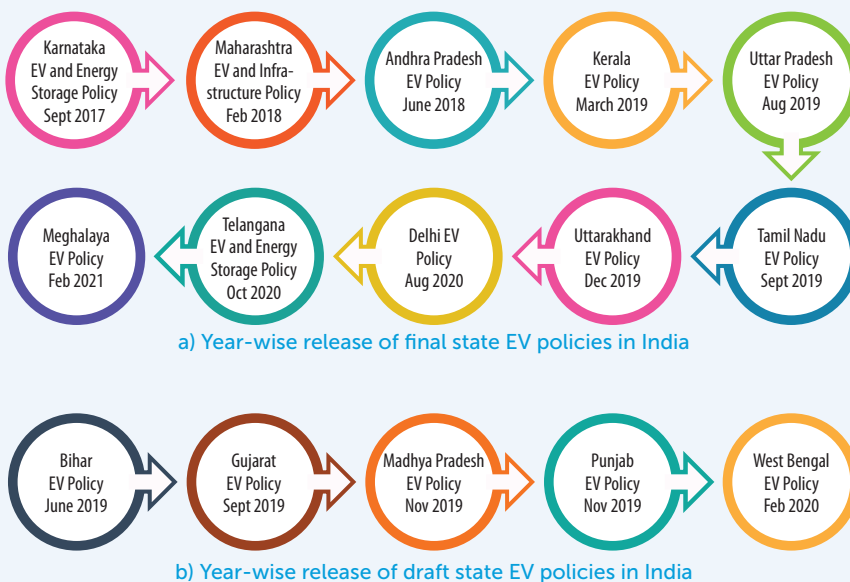 Karnataka
EV and Energy
Storage Policy
Sept 2017
Maharashtra
EV and Infra-
structure Policy
Feb 2018
Andhra Pradesh
EV Policy
June 2018
Kerala
EV Policy
March 2019
Uttar Pradesh
EV Policy
Aug 2019
Tamil Nadu
EV Policy
Sept 2019
Uttarakhand
EV Policy
Dec 2019
Delhi EV
Policy
Aug 2020
Telangana
EV and Energy
Storage Policy
Oct 2020
Meghalaya
EV Policy
Feb 2021
a) Year-wise release of final state EV policies in India
Bihar
EV Policy
June 2019
Gujarat
EV Policy
Sept 2019
Madhya Pradesh
EV Policy
Nov 2019
Punjab
EV Policy
Nov 2019
West Bengal
EV Policy
Feb 2020
b) Year-wise release of draft state EV policies in India